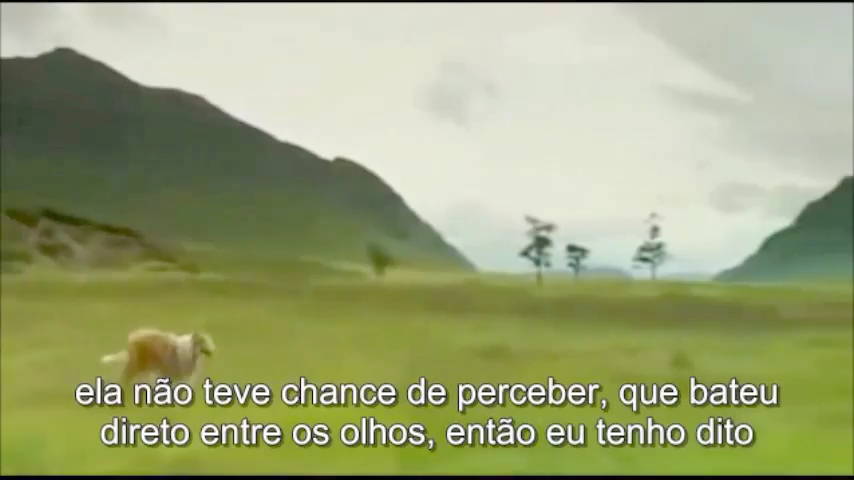 ela não teve chance de perceber, que bateu
direto entre os olhos, então eu tenho dito